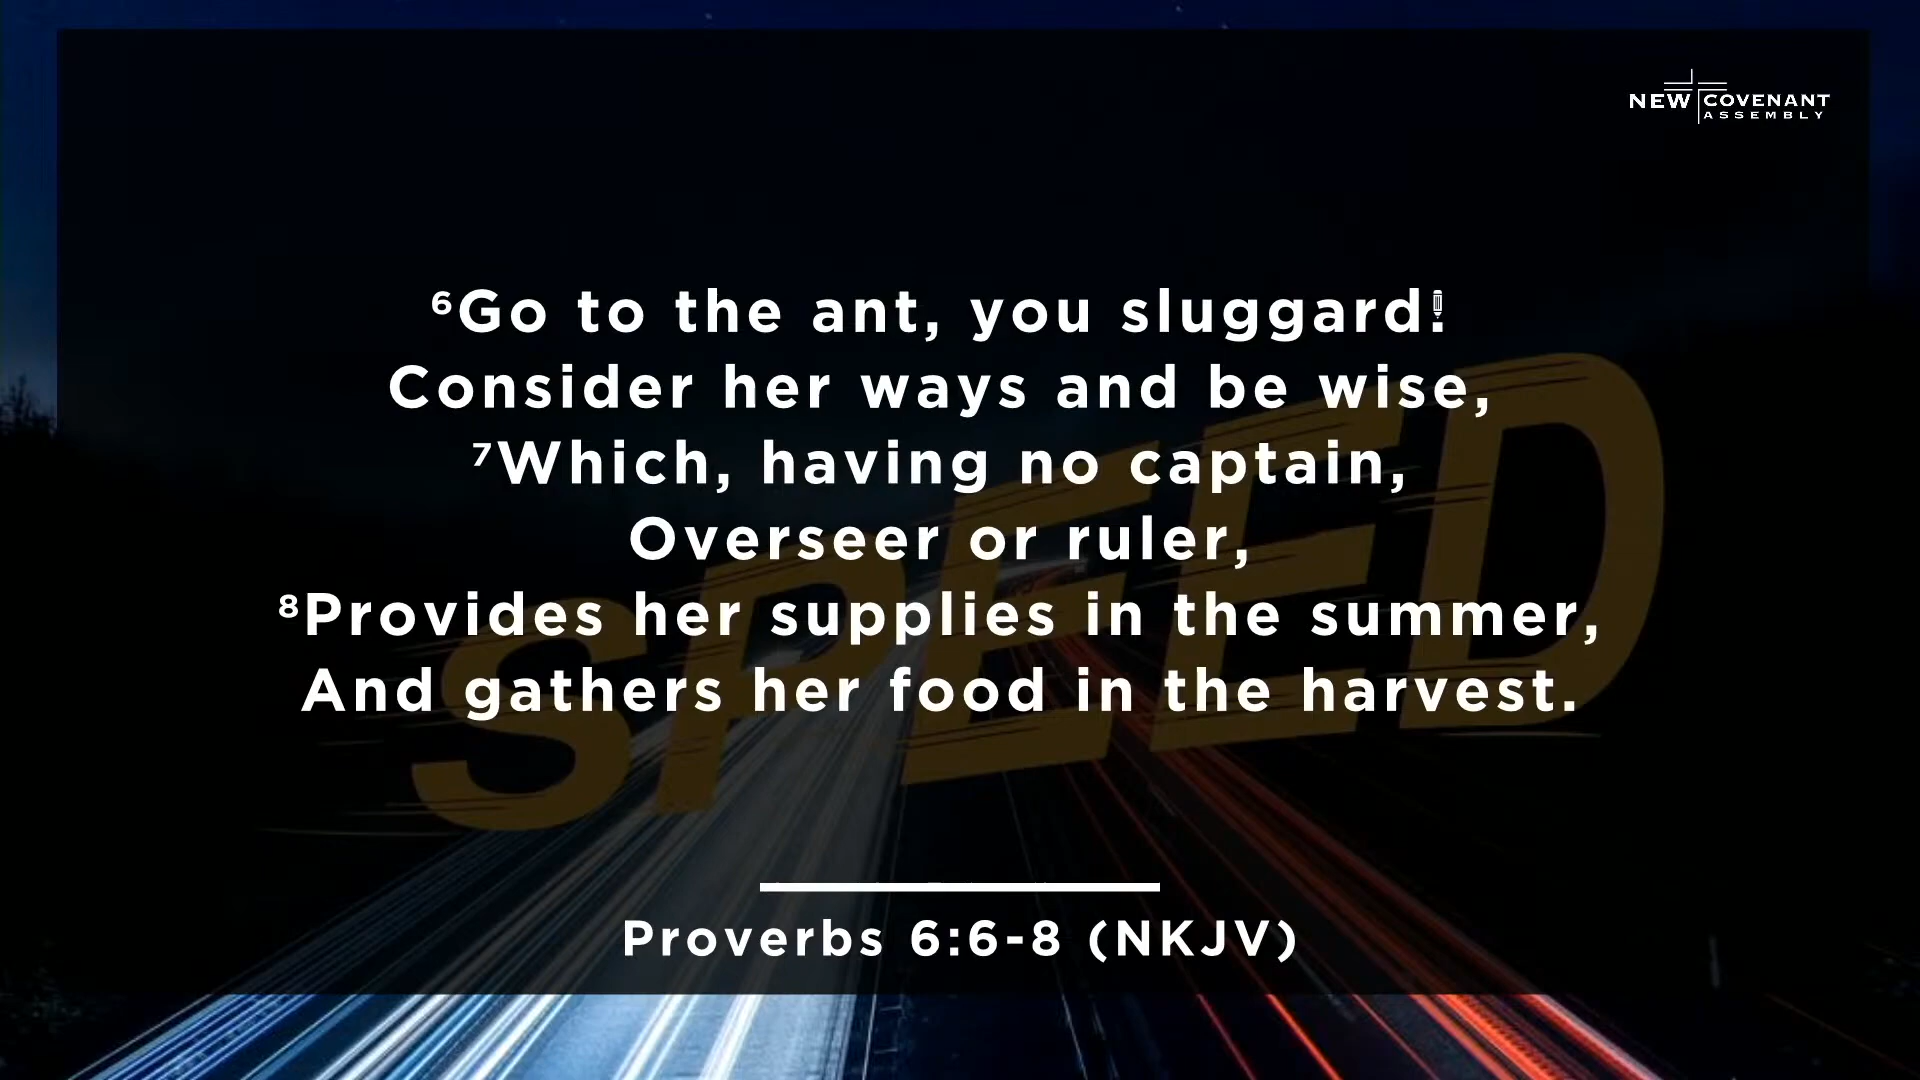 NEW COVENANT
ASSEMBLY
⁶Go to the ant, you sluggard!
Consider her ways and be wise,
⁷Which, having no captain,
Overseer or ruler,
⁸Provides her supplies in the summer,
And gathers her food in the harvest.
SPEED
Proverbs 6:6-8 (NKJV)